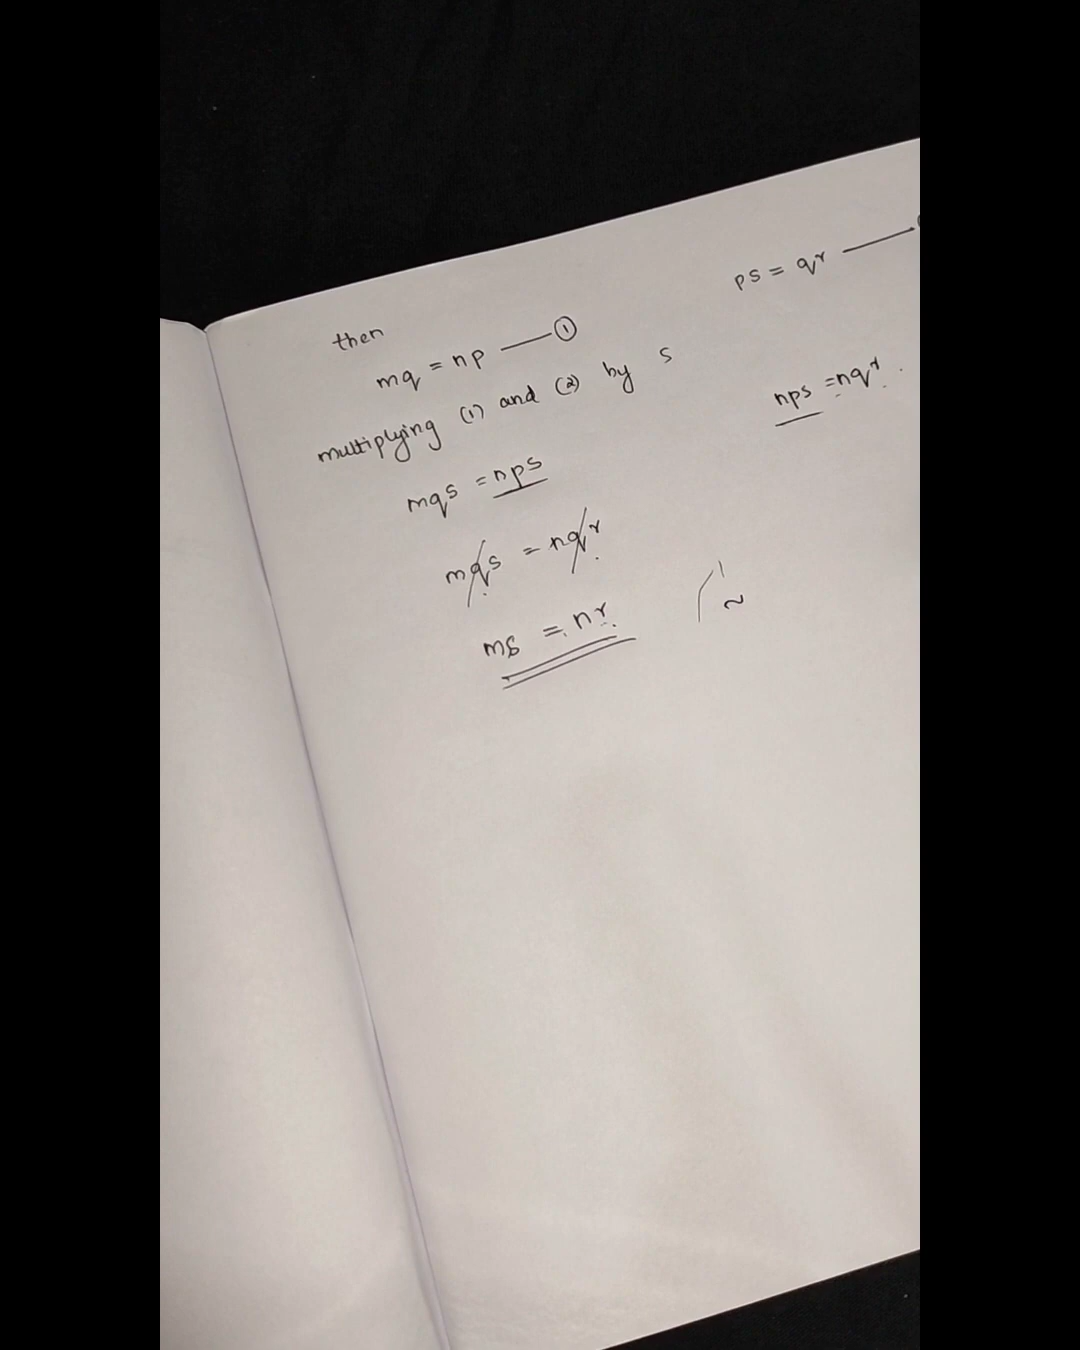 then
mq = np —— ①
ps = qr ——
multiplying (1) and (2) by s
mqs = nps
nps = nqr
mqs = nqr
ms = nr